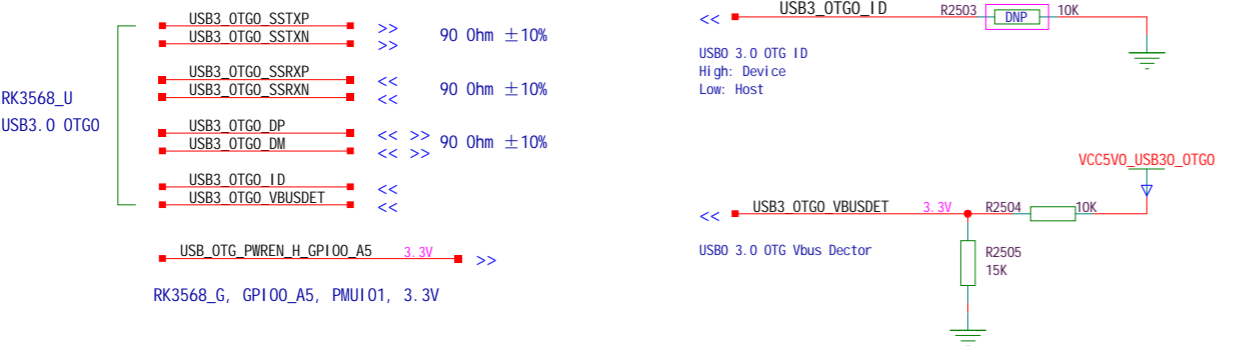 USB3_OTG0_SSTXP >>
USB3_OTG0_SSTXN >>
90 Ohm ±10%
USB3_OTG0_SSRXP <<
USB3_OTG0_SSRXN <<
90 Ohm ±10%
RK3568_U
USB3.0 OTG0
USB3_OTG0_DP << >>
USB3_OTG0_DM << >>
90 Ohm ±10%
USB3_OTG0_ID <<
USB3_OTG0_VBUSDET <<
USB_OTG_PWREN_H_GPIO0_A5 3.3V >>
RK3568_G, GPIO0_A5, PMUIO1, 3.3V
<< USB3_OTG0_ID R2503 DNP 10K
USB0 3.0 OTG ID
High: Device
Low: Host
VCC5V0_USB30_OTG0
<< USB3_OTG0_VBUSDET 3.3V R2504 10K
USB0 3.0 OTG Vbus Dector
R2505
15K